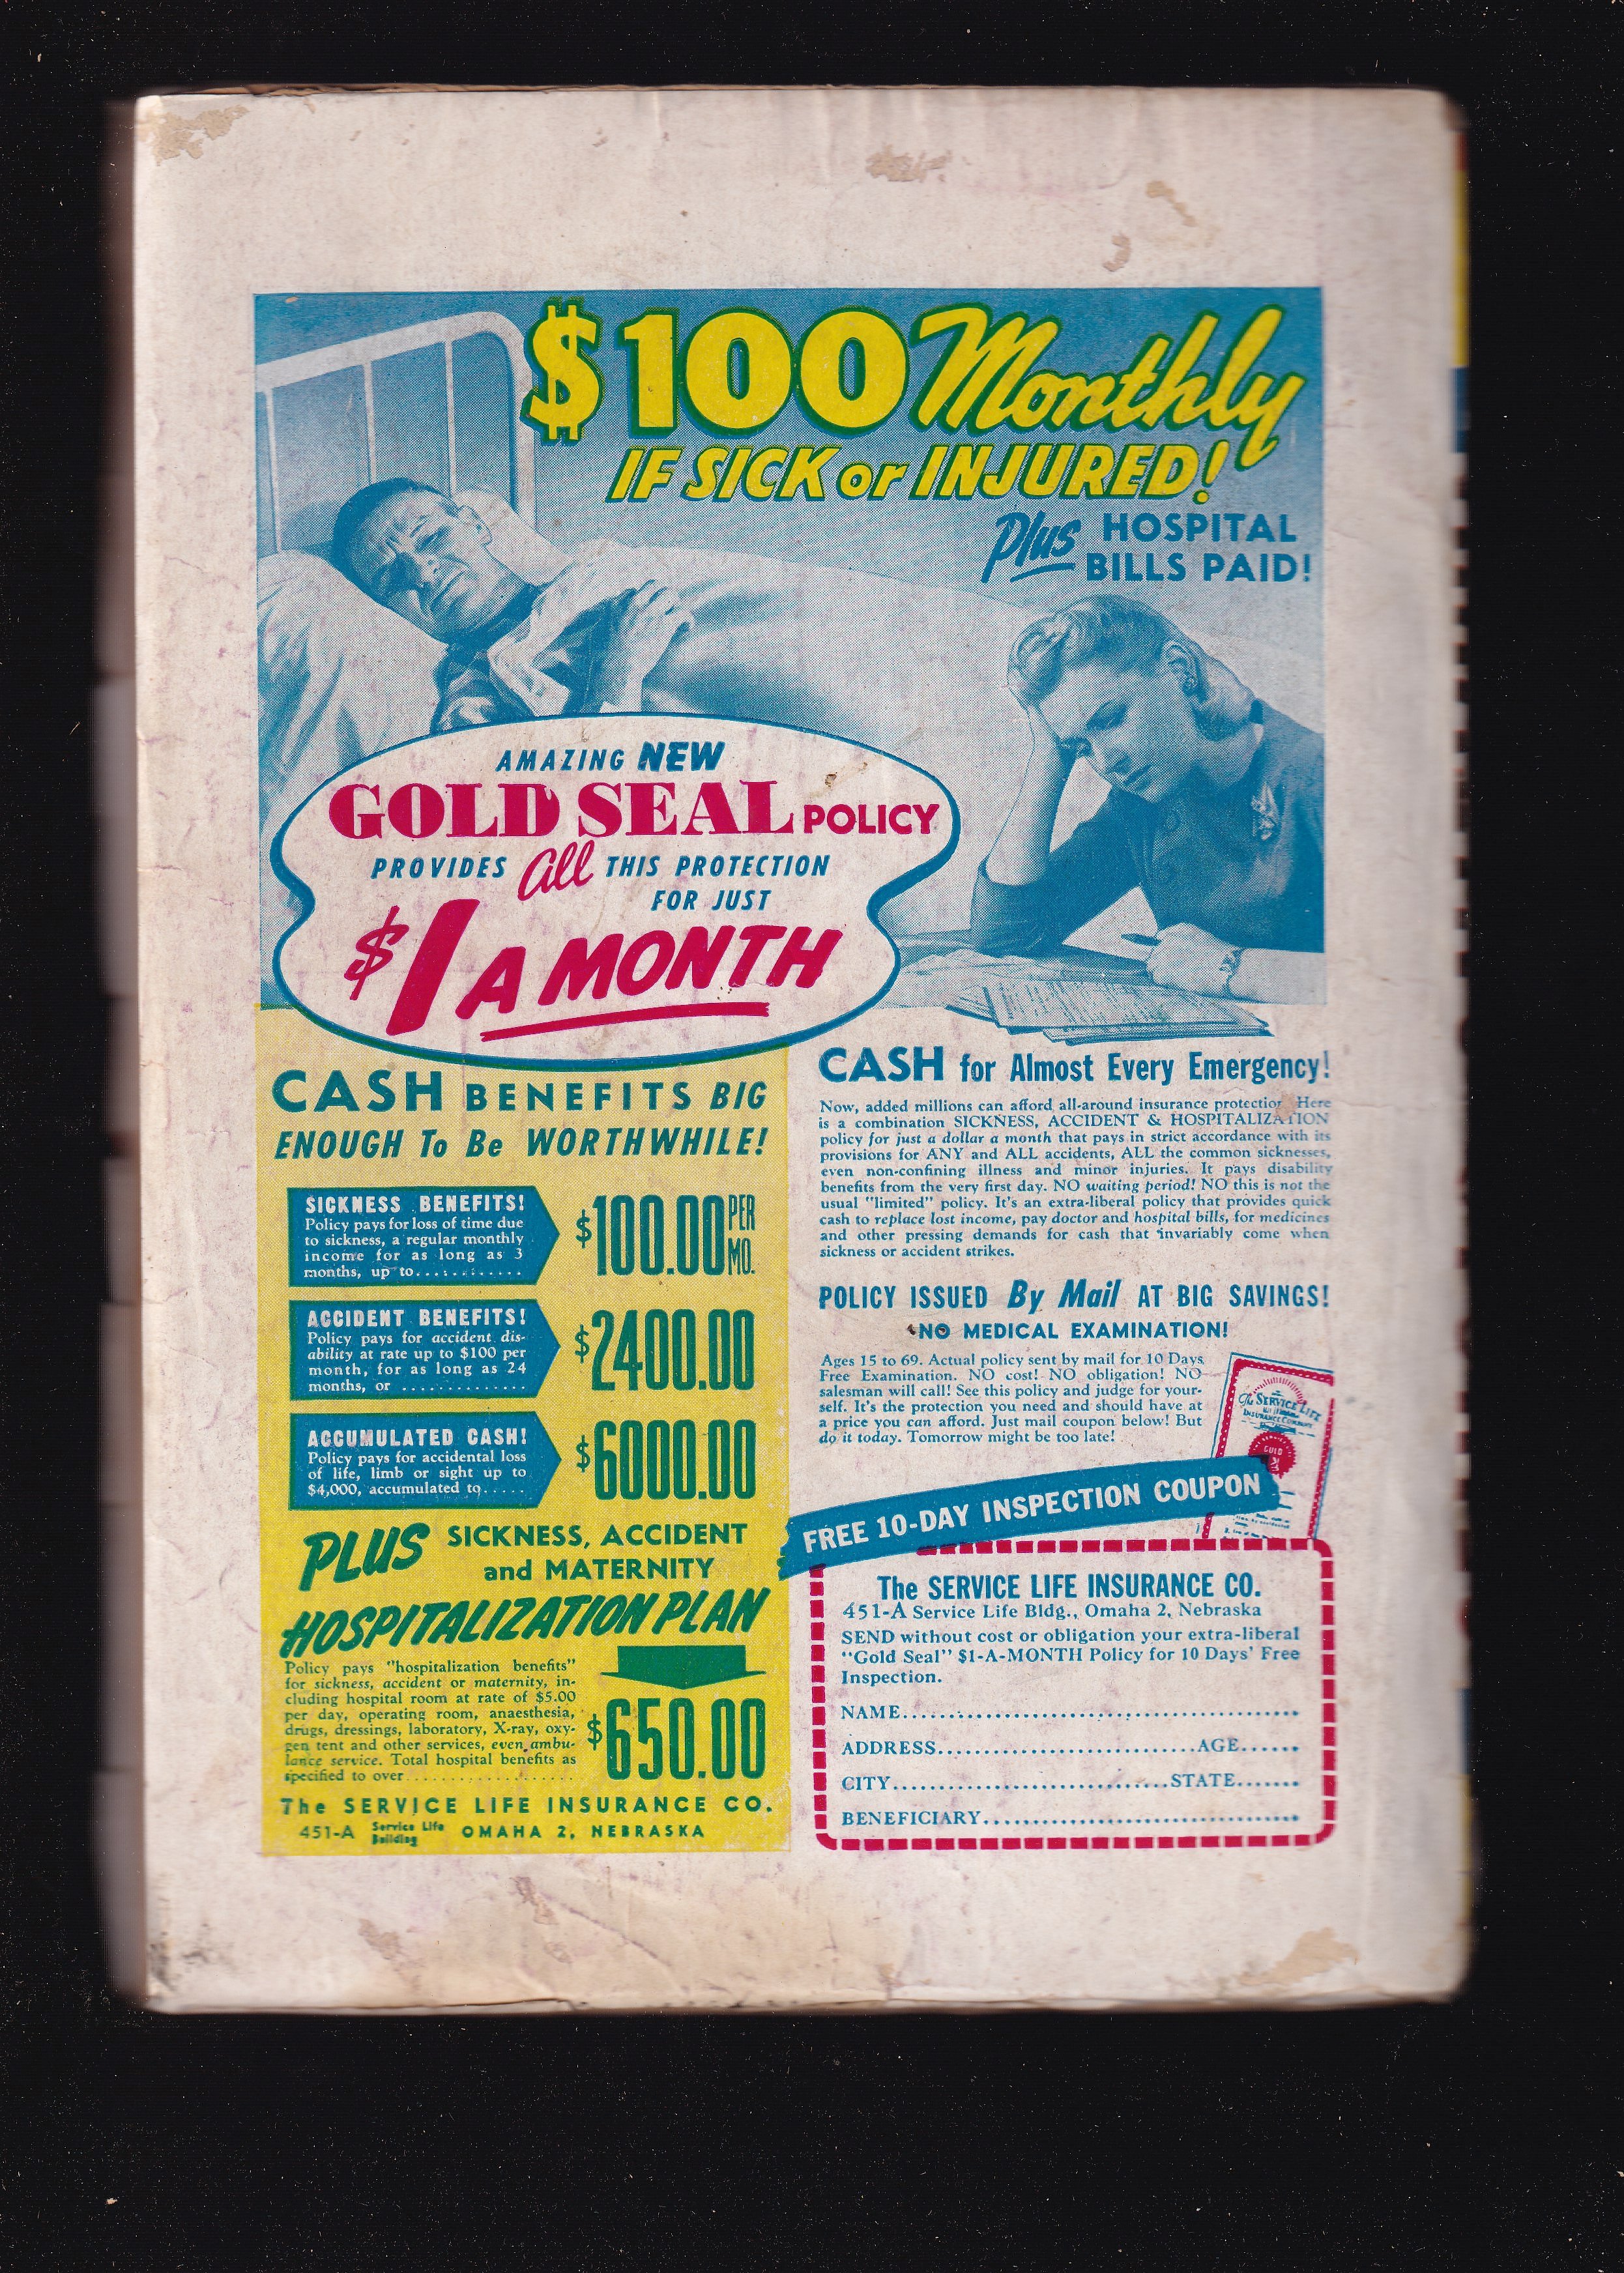 $100 Monthly
IF SICK or INJURED!
Plus HOSPITAL
BILLS PAID!
AMAZING NEW
GOLD SEAL POLICY
PROVIDES All THIS PROTECTION
FOR JUST
$1 A MONTH
CASH BENEFITS BIG
ENOUGH To Be WORTHWHILE!
SICKNESS BENEFITS!
Policy pays for loss of time due
to sickness, a regular monthly
income for as long as 3
months, up to............
$100.00 PER MO.
ACCIDENT BENEFITS!
Policy pays for accident dis-
ability at rate up to $100 per
month, for as long as 24
months, or ..............
$2400.00
ACCUMULATED CASH!
Policy pays for accidental loss
of life, limb or sight up to
$4,000, accumulated to.....
$6000.00
PLUS SICKNESS, ACCIDENT
and MATERNITY
HOSPITALIZATION PLAN
Policy pays "hospitalization benefits"
for sickness, accident or maternity, in-
cluding hospital room at rate of $5.00
per day, operating room, anaesthesia,
drugs, dressings, laboratory, X-ray, oxy-
gen tent and other services, even ambu-
lance service. Total hospital benefits as
specified to over....................
$650.00
The SERVICE LIFE INSURANCE CO.
451-A Service Life Building OMAHA 2, NEBRASKA
CASH for Almost Every Emergency!
Now, added millions can afford all-around insurance protection. Here
is a combination SICKNESS, ACCIDENT & HOSPITALIZATION
policy for just a dollar a month that pays in strict accordance with its
provisions for ANY and ALL accidents, ALL the common sicknesses,
even non-confining illness and minor injuries. It pays disability
benefits from the very first day. NO waiting period! NO this is not the
usual "limited" policy. It's an extra-liberal policy that provides quick
cash to replace lost income, pay doctor and hospital bills, for medicines
and other pressing demands for cash that invariably come when
sickness or accident strikes.
POLICY ISSUED By Mail AT BIG SAVINGS!
NO MEDICAL EXAMINATION!
Ages 15 to 69. Actual policy sent by mail for 10 Days
Free Examination. NO cost! NO obligation! NO
salesman will call! See this policy and judge for your-
self. It's the protection you need and should have at
a price you can afford. Just mail coupon below! But
do it today. Tomorrow might be too late!
The SERVICE LIFE
INSURANCE COMPANY
GOLD
FREE 10-DAY INSPECTION COUPON
The SERVICE LIFE INSURANCE CO.
451-A Service Life Bldg., Omaha 2, Nebraska
SEND without cost or obligation your extra-liberal
"Gold Seal" $1-A-MONTH Policy for 10 Days' Free
Inspection.
NAME.............................................
ADDRESS..............................AGE......
CITY................................STATE.......
BENEFICIARY....................................